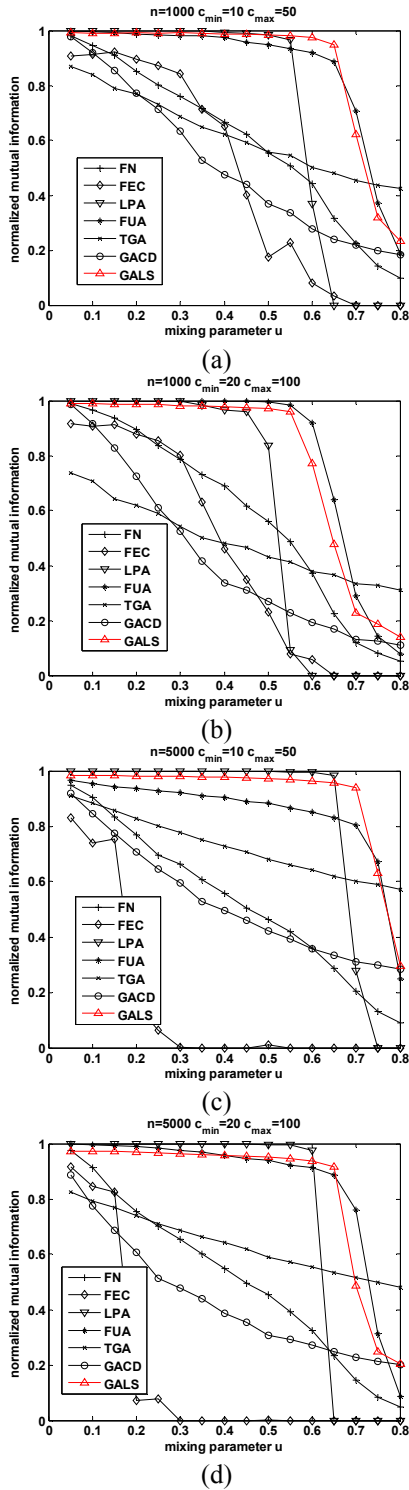 n=1000 c_min=10 c_max=50
normalized mutual information
1
0.8
0.6
0.4
0.2
0
FN
FEC
LPA
FUA
TGA
GACD
GALS
0 0.1 0.2 0.3 0.4 0.5 0.6 0.7 0.8
mixing parameter u
(a)
n=1000 c_min=20 c_max=100
normalized mutual information
1
0.8
0.6
0.4
0.2
0
FN
FEC
LPA
FUA
TGA
GACD
GALS
0 0.1 0.2 0.3 0.4 0.5 0.6 0.7 0.8
mixing parameter u
(b)
n=5000 c_min=10 c_max=50
normalized mutual information
1
0.8
0.6
0.4
0.2
0
FN
FEC
LPA
FUA
TGA
GACD
GALS
0 0.1 0.2 0.3 0.4 0.5 0.6 0.7 0.8
mixing parameter u
(c)
n=5000 c_min=20 c_max=100
normalized mutual information
1
0.8
0.6
0.4
0.2
0
FN
FEC
LPA
FUA
TGA
GACD
GALS
0 0.1 0.2 0.3 0.4 0.5 0.6 0.7 0.8
mixing parameter u
(d)